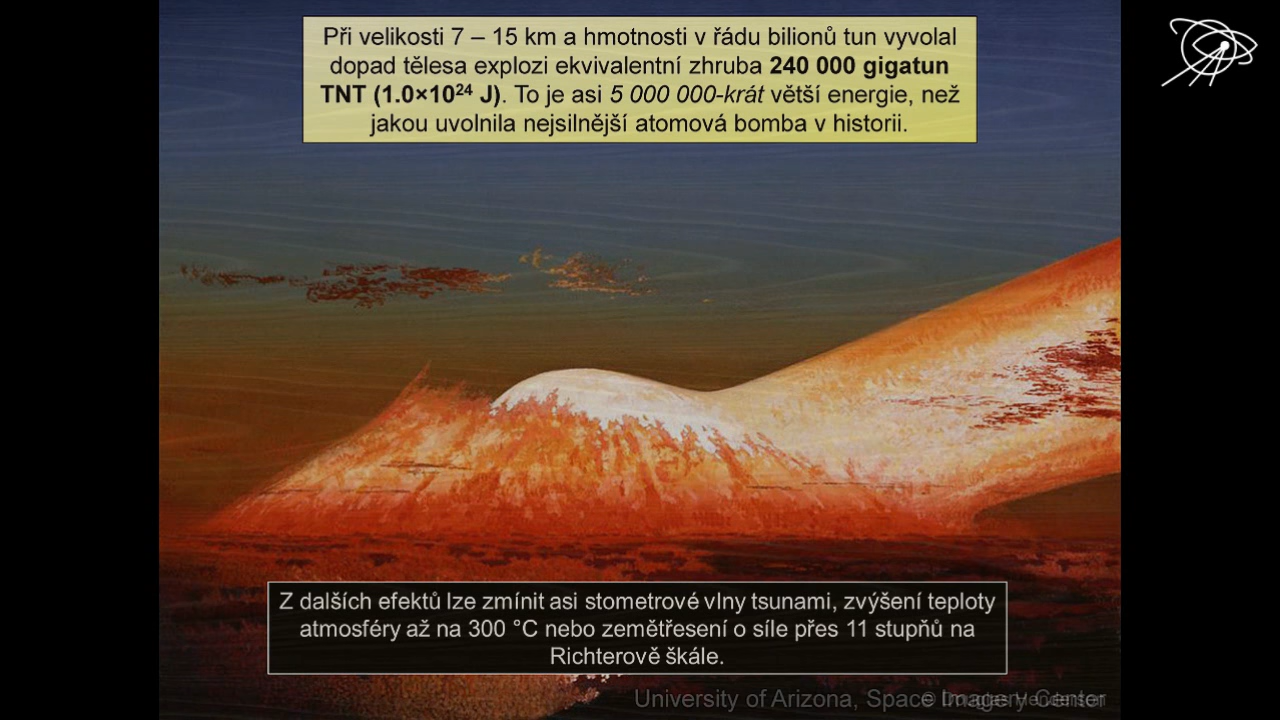 Při velikosti 7 – 15 km a hmotnosti v řádu bilionů tun vyvolal
dopad tělesa explozi ekvivalentní zhruba 240 000 gigatun
TNT (1.0×10²⁴ J). To je asi 5 000 000-krát větší energie, než
jakou uvolnila nejsilnější atomová bomba v historii.
Z dalších efektů lze zmínit asi stometrové vlny tsunami, zvýšení teploty
atmosféry až na 300 °C nebo zemětřesení o síle přes 11 stupňů na
Richterově škále.
University of Arizona, Space Imagery Center